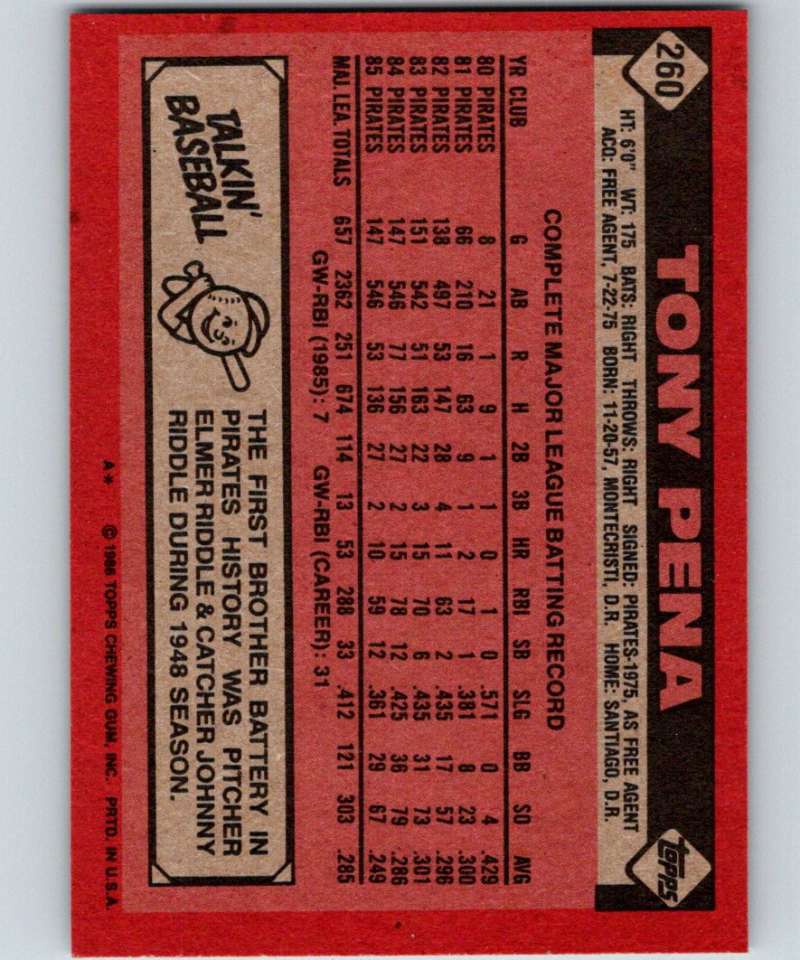 260
TONY PENA
topps
HT: 6'0" WT: 175 BATS: RIGHT THROWS: RIGHT SIGNED: PIRATES-1975, AS FREE AGENT
ACQ: FREE AGENT, 7-22-75 BORN: 11-20-57, MONTECRISTI, D.R. HOME: SANTIAGO, D.R.
COMPLETE MAJOR LEAGUE BATTING RECORD
YR CLUB G AB R H 2B 3B HR RBI SB SLG BB SO AVG
80 PIRATES 8 21 1 9 1 1 0 1 0 .571 0 4 .429
81 PIRATES 66 210 16 63 9 1 2 17 1 .381 8 23 .300
82 PIRATES 138 497 53 147 28 4 11 63 2 .435 17 57 .296
83 PIRATES 151 542 51 163 22 3 15 70 6 .435 31 73 .301
84 PIRATES 147 546 77 156 27 2 15 78 12 .425 36 79 .286
85 PIRATES 147 546 53 136 27 2 10 59 12 .361 29 67 .249
MAJ. LEA. TOTALS 657 2362 251 674 114 13 53 288 33 .412 121 303 .285
GW-RBI (1985): 7 GW-RBI (CAREER): 31
TALKIN'
BASEBALL
THE FIRST BROTHER BATTERY IN
PIRATES HISTORY WAS PITCHER
ELMER RIDDLE & CATCHER JOHNNY
RIDDLE DURING 1948 SEASON.
A* © 1986 TOPPS CHEWING GUM, INC. PRTD. IN U.S.A.